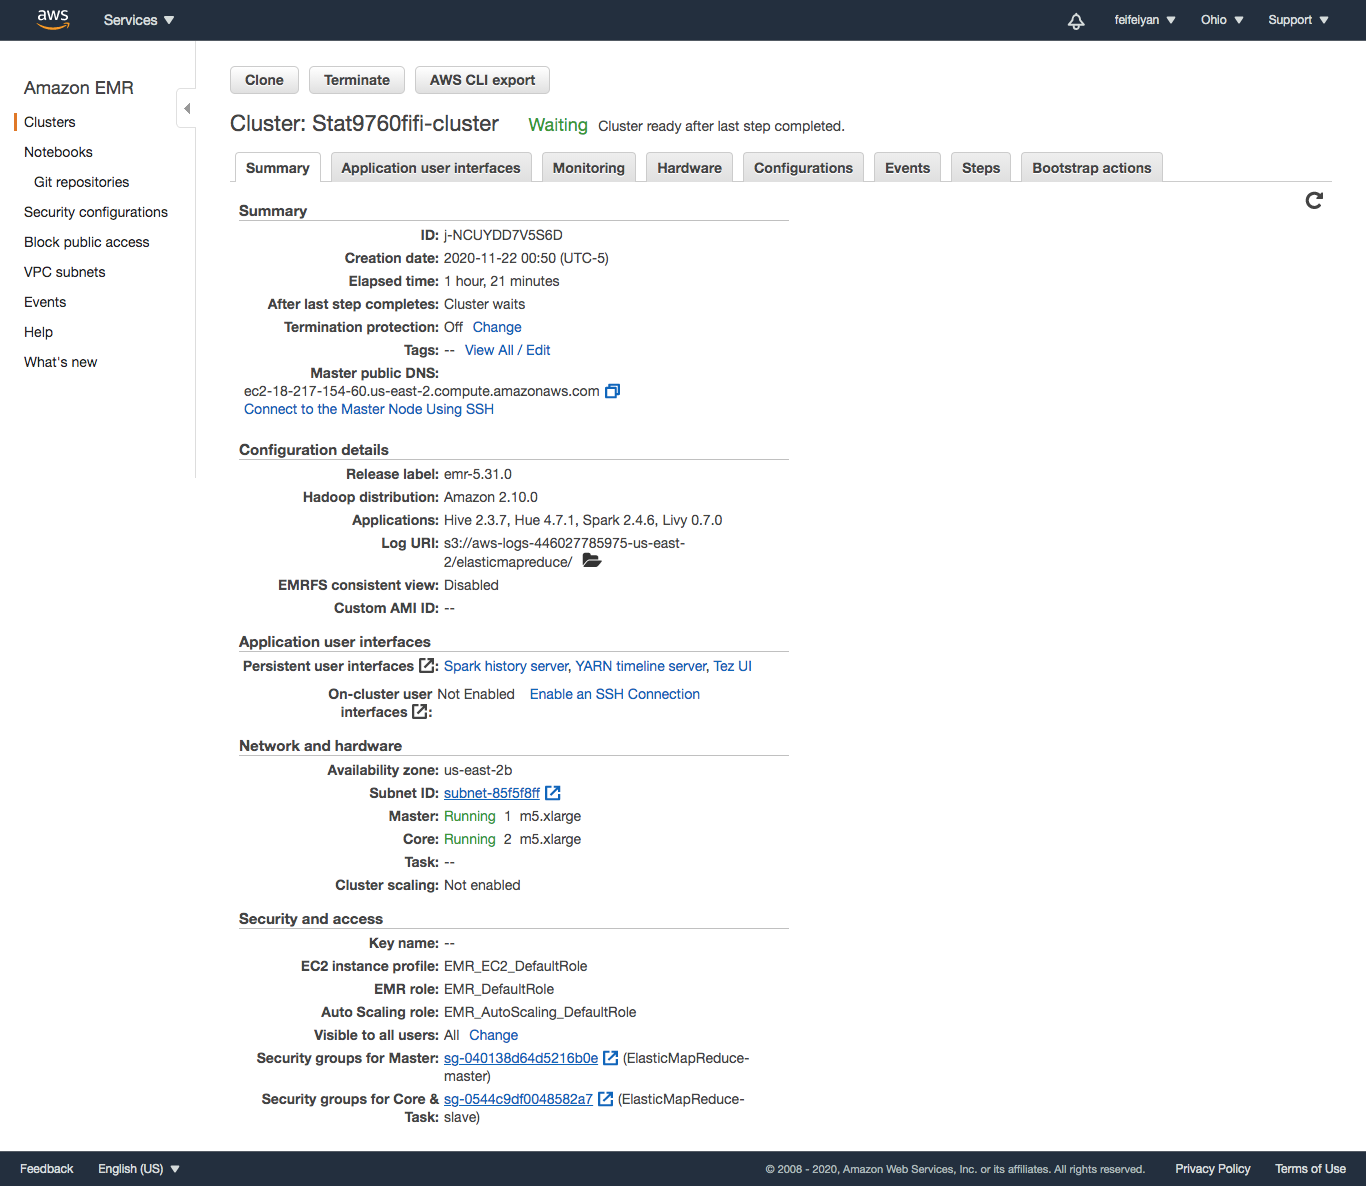 aws Services feifeiyan Ohio Support
Amazon EMR
Clusters
Notebooks
Git repositories
Security configurations
Block public access
VPC subnets
Events
Help
What's new
Clone Terminate AWS CLI export
Cluster: Stat9760fifi-cluster Waiting Cluster ready after last step completed.
Summary Application user interfaces Monitoring Hardware Configurations Events Steps Bootstrap actions
Summary
ID: j-NCUYDD7V5S6D
Creation date: 2020-11-22 00:50 (UTC-5)
Elapsed time: 1 hour, 21 minutes
After last step completes: Cluster waits
Termination protection: Off Change
Tags: -- View All / Edit
Master public DNS:
ec2-18-217-154-60.us-east-2.compute.amazonaws.com
Connect to the Master Node Using SSH
Configuration details
Release label: emr-5.31.0
Hadoop distribution: Amazon 2.10.0
Applications: Hive 2.3.7, Hue 4.7.1, Spark 2.4.6, Livy 0.7.0
Log URI: s3://aws-logs-446027785975-us-east-
2/elasticmapreduce/
EMRFS consistent view: Disabled
Custom AMI ID: --
Application user interfaces
Persistent user interfaces : Spark history server, YARN timeline server, Tez UI
On-cluster user Not Enabled Enable an SSH Connection
interfaces :
Network and hardware
Availability zone: us-east-2b
Subnet ID: subnet-85f5f8ff
Master: Running 1 m5.xlarge
Core: Running 2 m5.xlarge
Task: --
Cluster scaling: Not enabled
Security and access
Key name: --
EC2 instance profile: EMR_EC2_DefaultRole
EMR role: EMR_DefaultRole
Auto Scaling role: EMR_AutoScaling_DefaultRole
Visible to all users: All Change
Security groups for Master: sg-040138d64d5216b0e (ElasticMapReduce-
master)
Security groups for Core & sg-0544c9df0048582a7 (ElasticMapReduce-
Task: slave)
Feedback English (US) © 2008 - 2020, Amazon Web Services, Inc. or its affiliates. All rights reserved. Privacy Policy Terms of Use